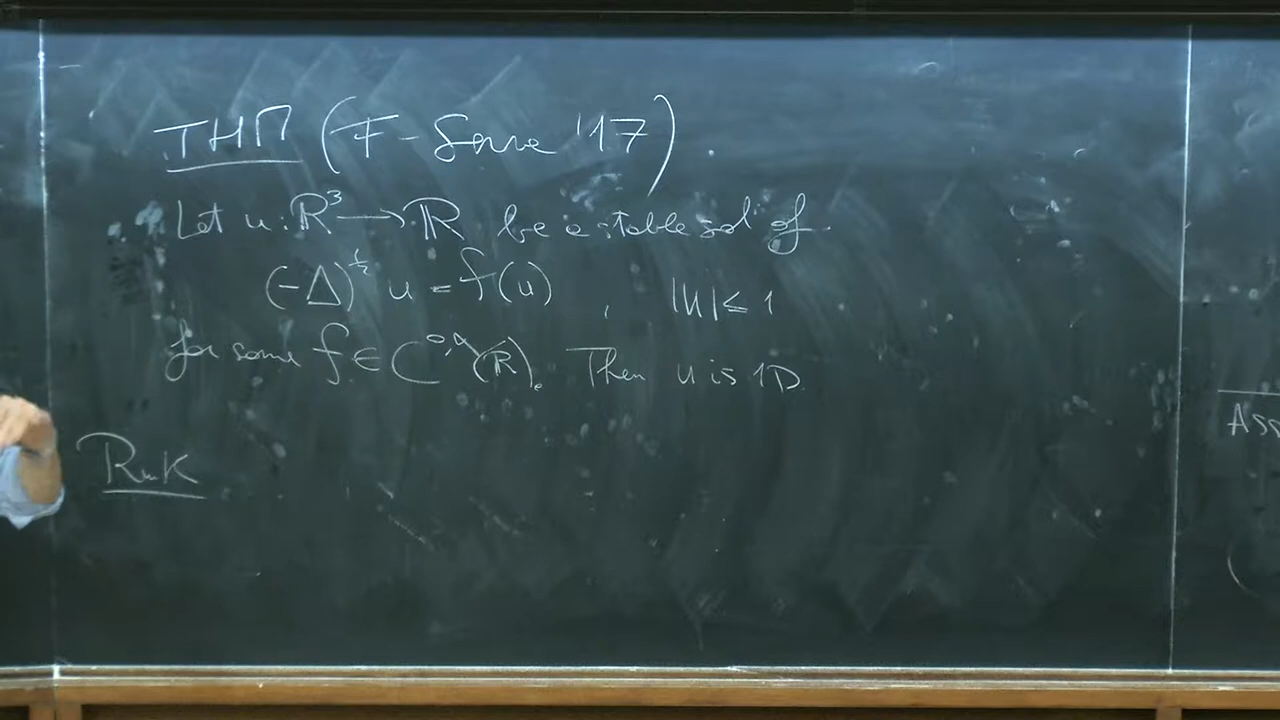 THM (F-Serra '17)
Let u: ℝ³ → ℝ be a stable sol of
(-Δ)^{1/2} u = f(u) , |u| ≤ 1
for some f ∈ C^{0,α}(ℝ). Then u is 1D
Rmk
Ass